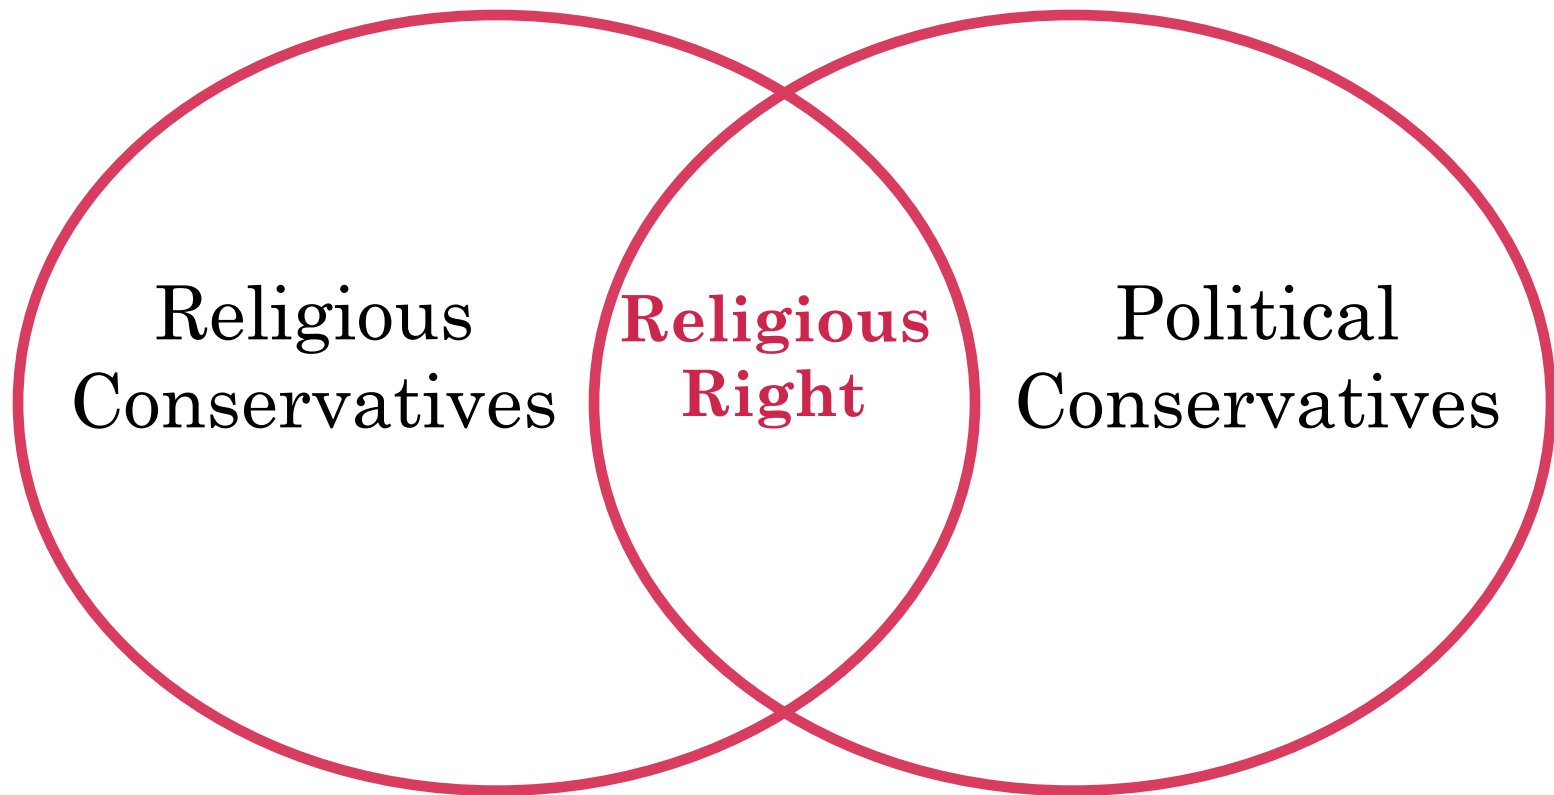 Religious
Conservatives
Religious
Right
Political
Conservatives